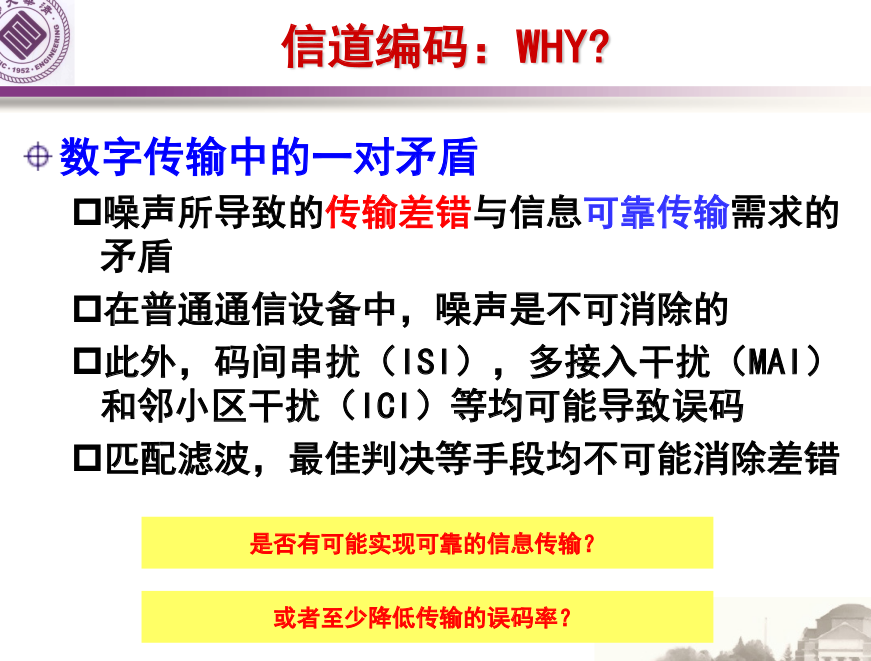 信道编码：WHY?
数字传输中的一对矛盾
噪声所导致的传输差错与信息可靠传输需求的
矛盾
在普通通信设备中，噪声是不可消除的
此外，码间串扰（ISI），多接入干扰（MAI）
和邻小区干扰（ICI）等均可能导致误码
匹配滤波，最佳判决等手段均不可能消除差错
是否有可能实现可靠的信息传输？
或者至少降低传输的误码率？